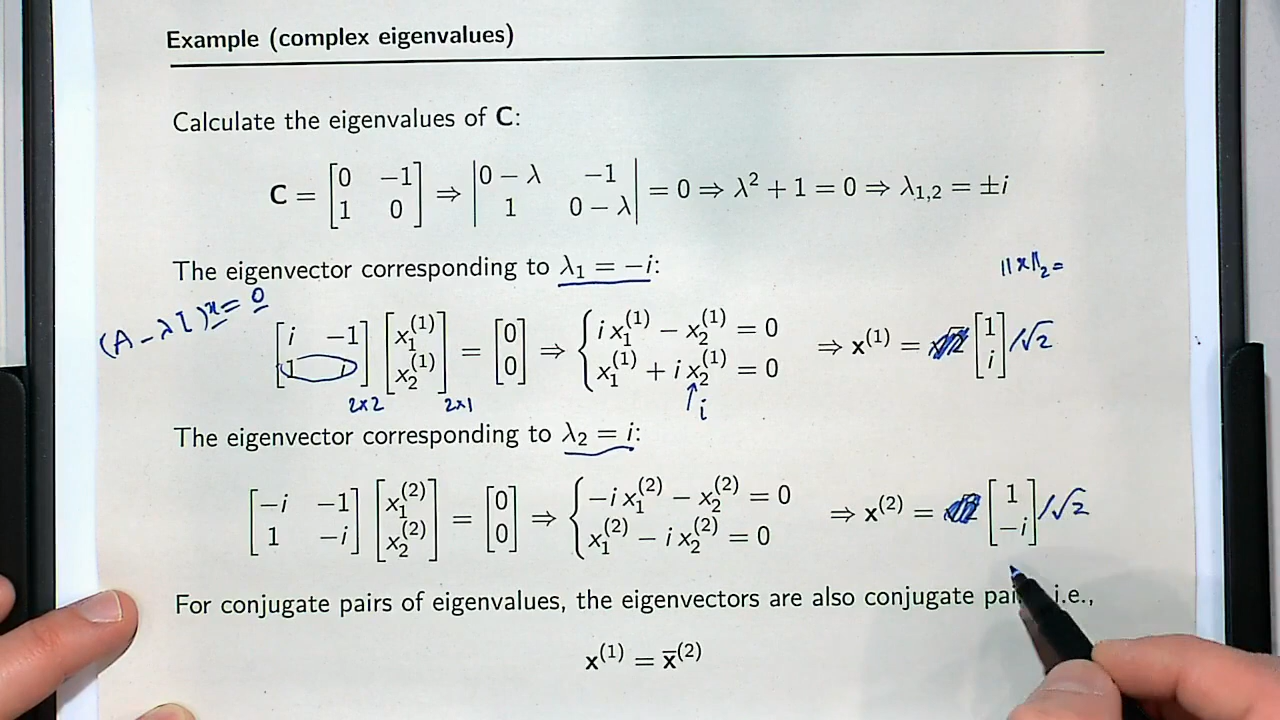 Example (complex eigenvalues)
Calculate the eigenvalues of C:
C = [0 −1; 1 0] ⇒ |0 − λ −1; 1 0 − λ| = 0 ⇒ λ² + 1 = 0 ⇒ λ₁,₂ = ±i
The eigenvector corresponding to λ₁ = −i:
||x||₂ =
(A − λI)x = 0
[i −1; 1 i] [x₁⁽¹⁾; x₂⁽¹⁾] = [0; 0] ⇒ { i x₁⁽¹⁾ − x₂⁽¹⁾ = 0; x₁⁽¹⁾ + i x₂⁽¹⁾ = 0 ⇒ x⁽¹⁾ = [1; i] /√2
2x2 2x1 ↑ i
The eigenvector corresponding to λ₂ = i:
[−i −1; 1 −i] [x₁⁽²⁾; x₂⁽²⁾] = [0; 0] ⇒ { −i x₁⁽²⁾ − x₂⁽²⁾ = 0; x₁⁽²⁾ − i x₂⁽²⁾ = 0 ⇒ x⁽²⁾ = [1; −i] /√2
For conjugate pairs of eigenvalues, the eigenvectors are also conjugate i.e.,
x⁽¹⁾ = x̄⁽²⁾